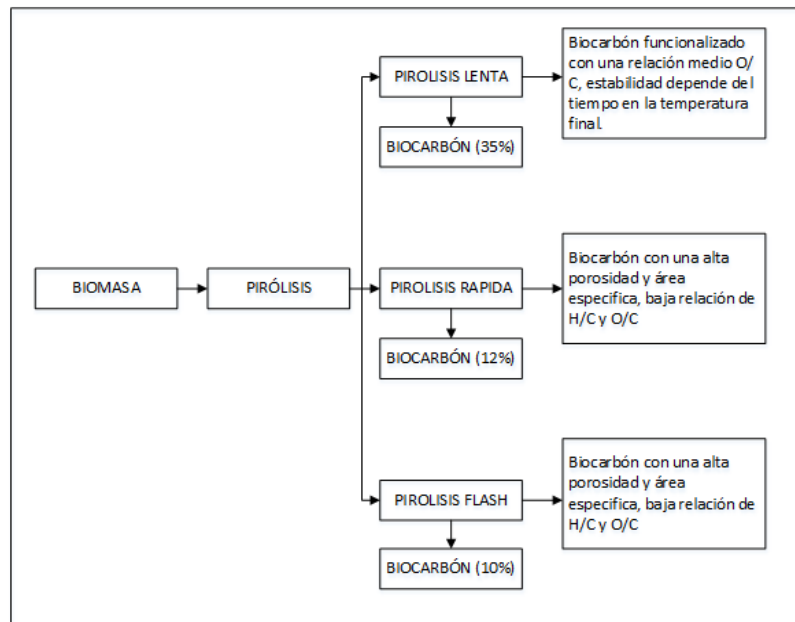 PIROLISIS LENTA
Biocarbón funcionalizado
con una relación medio O/
C, estabilidad depende del
tiempo en la temperatura
final.
BIOCARBÓN (35%)
BIOMASA
PIRÓLISIS
PIROLISIS RAPIDA
Biocarbón con una alta
porosidad y área
especifica, baja relación de
H/C y O/C
BIOCARBÓN (12%)
PIROLISIS FLASH
Biocarbón con una alta
porosidad y área
especifica, baja relación de
H/C y O/C
BIOCARBÓN (10%)